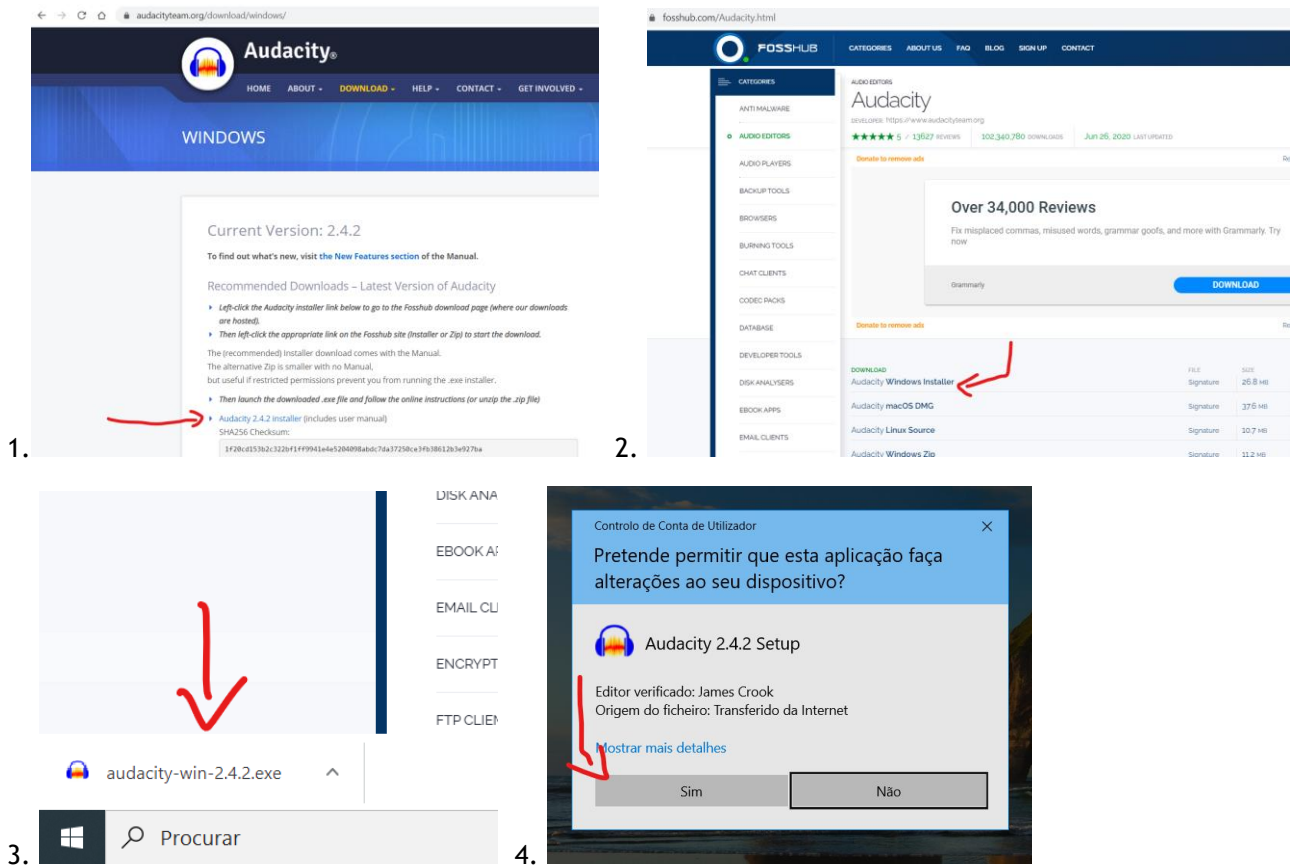 audacityteam.org/download/windows/
Audacity®
HOME ABOUT DOWNLOAD HELP CONTACT GET INVOLVED
WINDOWS
Current Version: 2.4.2
To find out what's new, visit the New Features section of the Manual.
Recommended Downloads – Latest Version of Audacity
Left-click the Audacity installer link below to go to the Fosshub download page (where our downloads
are hosted).
Then left-click the appropriate link on the Fosshub site (Installer or Zip) to start the download.
The (recommended) Installer download comes with the Manual.
The alternative Zip is smaller with no Manual,
but useful if restricted permissions prevent you from running the .exe installer.
Then launch the downloaded .exe file and follow the online instructions (or unzip the .zip file)
Audacity 2.4.2 installer (includes user manual)
SHA256 Checksum:
1.
fosshub.com/Audacity.html
FOSSHUB CATEGORIES ABOUT US FAQ BLOG SIGN UP CONTACT
CATEGORIES
ANTI MALWARE
AUDIO EDITORS
AUDIO PLAYERS
BACKUP TOOLS
BROWSERS
BURNING TOOLS
CHAT CLIENTS
CODEC PACKS
DATABASE
DEVELOPER TOOLS
DISK ANALYSERS
EBOOK APPS
EMAIL CLIENTS
AUDIO EDITORS
Audacity
DEVELOPER: https://www.audacityteam.org
5 / 13627 REVIEWS 102,340,780 DOWNLOADS Jun 26, 2020 LAST UPDATED
Donate to remove ads
Over 34,000 Reviews
Fix misplaced commas, misused words, grammar goofs, and more with Grammarly. Try
now
Grammarly DOWNLOAD
Donate to remove ads
DOWNLOAD FILE SIZE
Audacity Windows Installer Signature 26.8 MB
Audacity macOS DMG Signature 37.6 MB
Audacity Linux Source Signature 10.7 MB
Audacity Windows Zip Signature 11.2 MB
2.
DISK ANA
EBOOK A
EMAIL CLI
ENCRYPT
FTP CLIEN
audacity-win-2.4.2.exe
Procurar
3.
Controlo de Conta de Utilizador
Pretende permitir que esta aplicação faça
alterações ao seu dispositivo?
Audacity 2.4.2 Setup
Editor verificado: James Crook
Origem do ficheiro: Transferido da Internet
Mostrar mais detalhes
Sim Não
4.